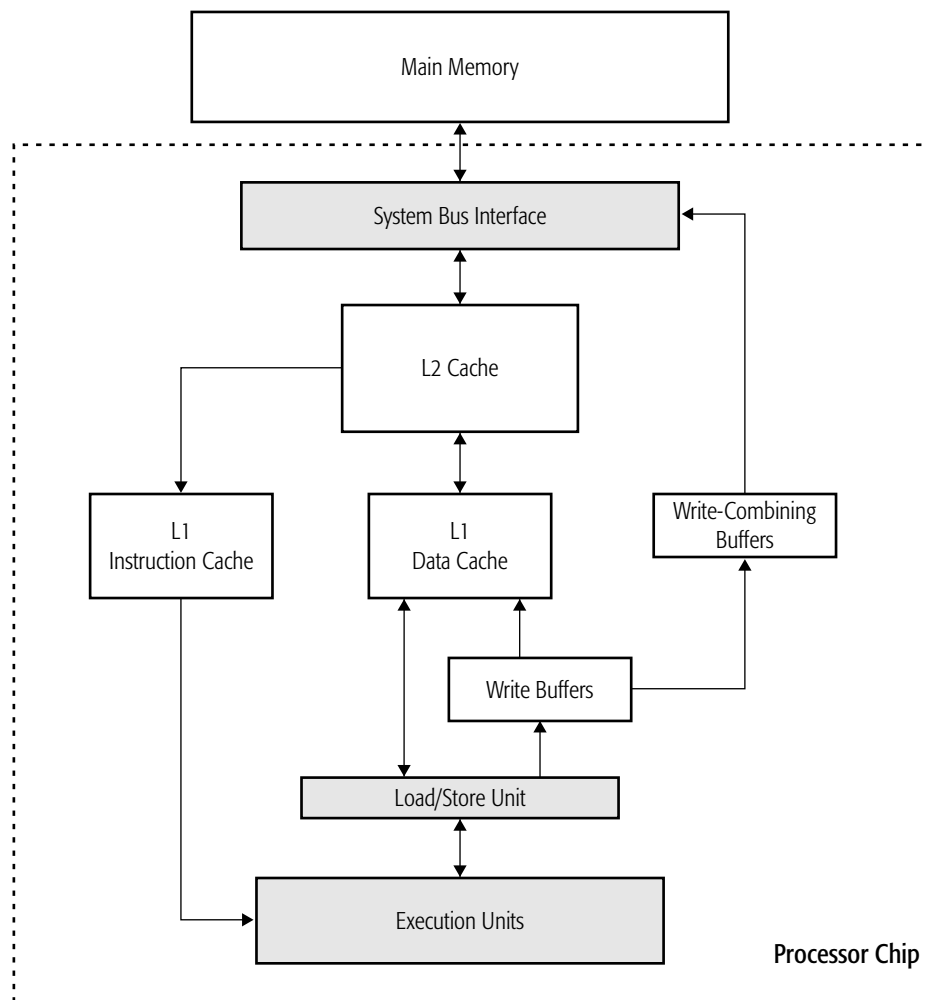 Main Memory
System Bus Interface
L2 Cache
L1
Instruction Cache
L1
Data Cache
Write-Combining
Buffers
Write Buffers
Load/Store Unit
Execution Units
Processor Chip